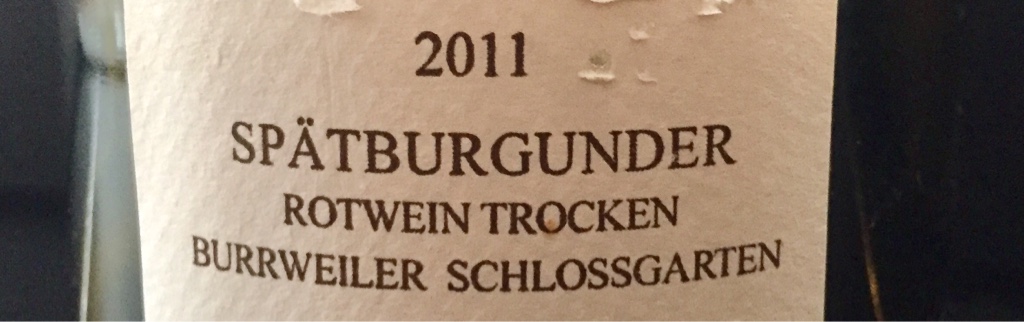 2011
SPÄTBURGUNDER
ROTWEIN TROCKEN
BURRWEILER SCHLOSSGARTEN